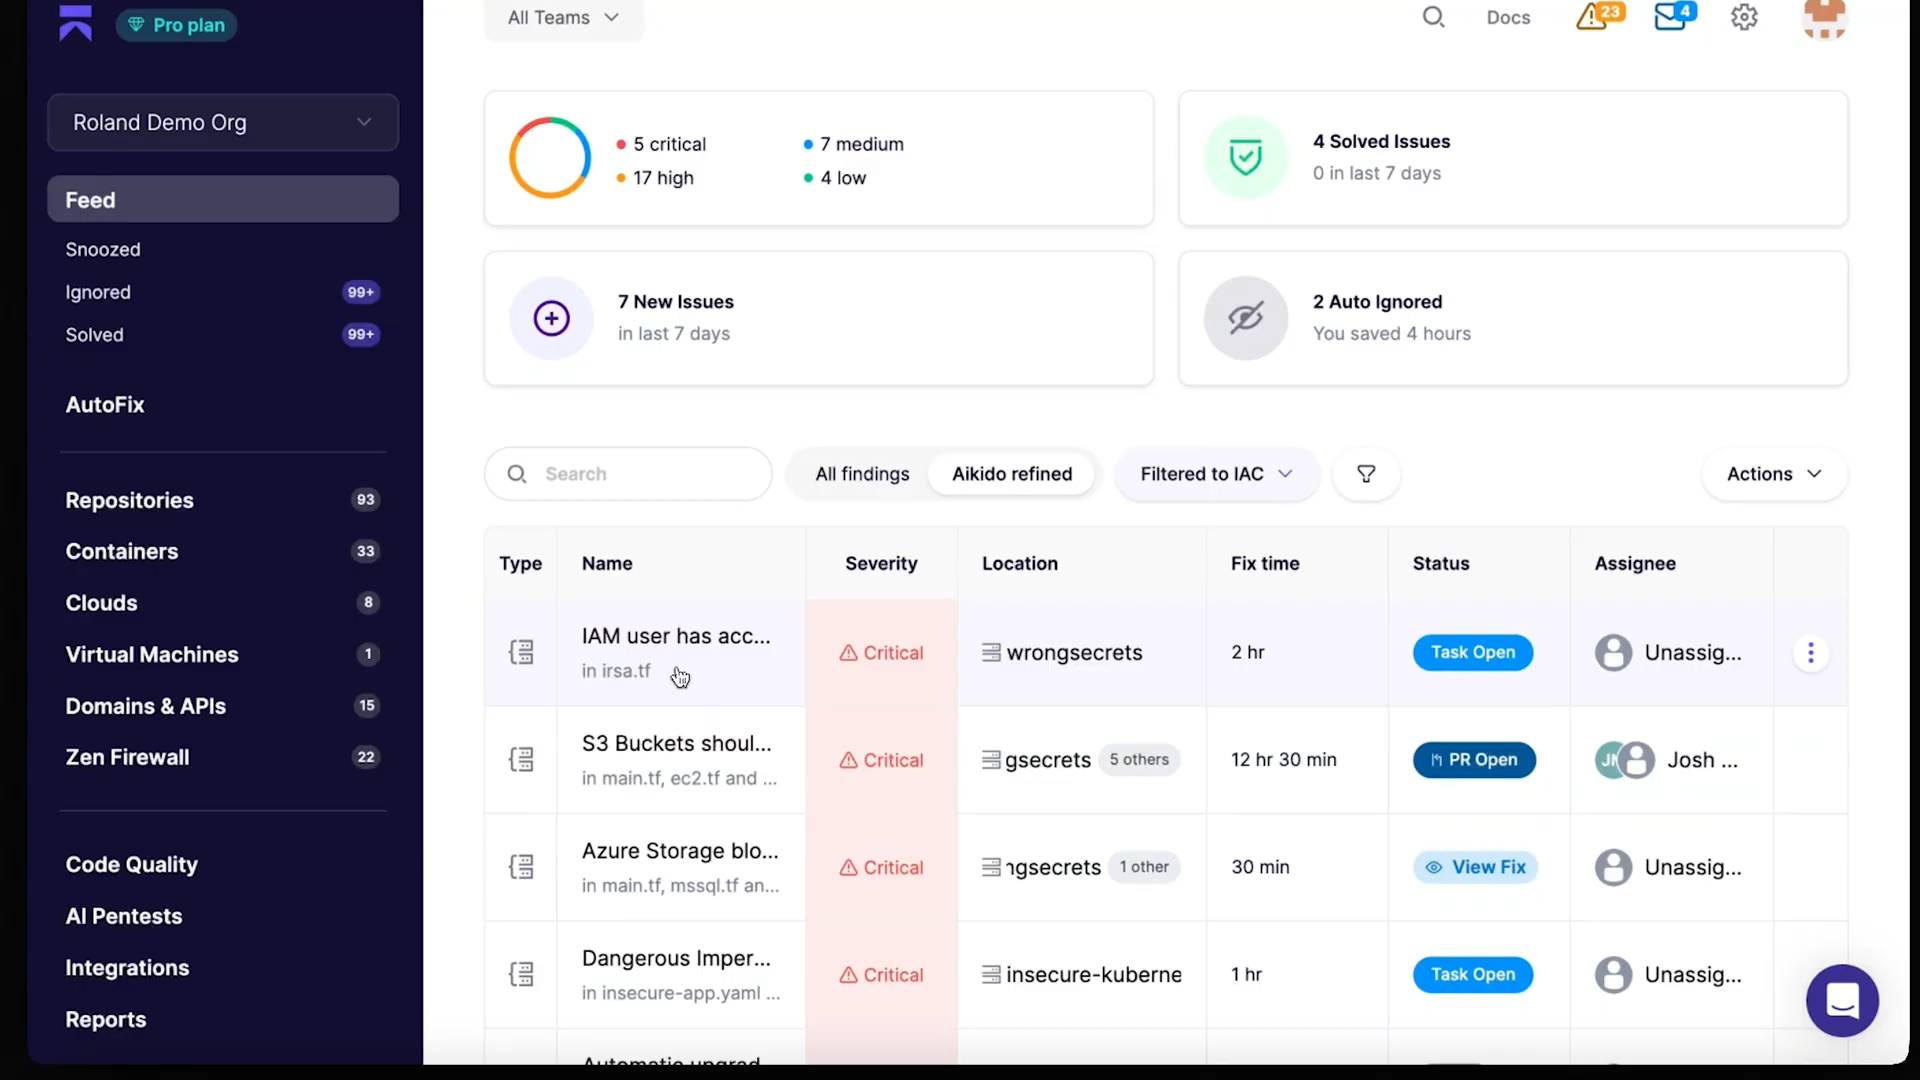 Pro plan
All Teams
Docs
23
4
Roland Demo Org
Feed
Snoozed
Ignored 99+
Solved 99+
AutoFix
Repositories 93
Containers 33
Clouds 8
Virtual Machines 1
Domains & APIs 15
Zen Firewall 22
Code Quality
AI Pentests
Integrations
Reports
5 critical
7 medium
17 high
4 low
4 Solved Issues
0 in last 7 days
7 New Issues
in last 7 days
2 Auto Ignored
You saved 4 hours
Search
All findings
Aikido refined
Filtered to IAC
Actions
Type Name Severity Location Fix time Status Assignee
IAM user has acc...
in irsa.tf
Critical
wrongsecrets
2 hr
Task Open
Unassig...
S3 Buckets shoul...
in main.tf, ec2.tf and ...
Critical
gsecrets 5 others
12 hr 30 min
PR Open
Josh ...
Azure Storage blo...
in main.tf, mssql.tf an...
Critical
ngsecrets 1 other
30 min
View Fix
Unassig...
Dangerous Imper...
in insecure-app.yaml ...
Critical
insecure-kuberne
1 hr
Task Open
Unassig...